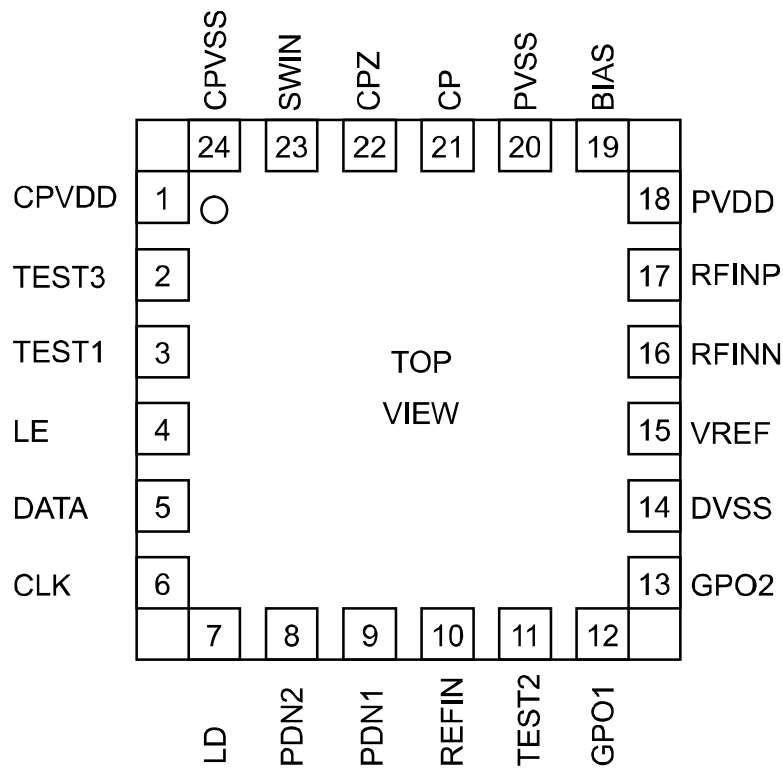 CPVSS
SWIN
CPZ
CP
PVSS
BIAS
24 23 22 21 20 19
CPVDD 1 18 PVDD
TEST3 2 17 RFINP
TEST1 3 16 RFINN
TOP
VIEW
LE 4 15 VREF
DATA 5 14 DVSS
CLK 6 13 GPO2
7 8 9 10 11 12
LD
PDN2
PDN1
REFIN
TEST2
GPO1